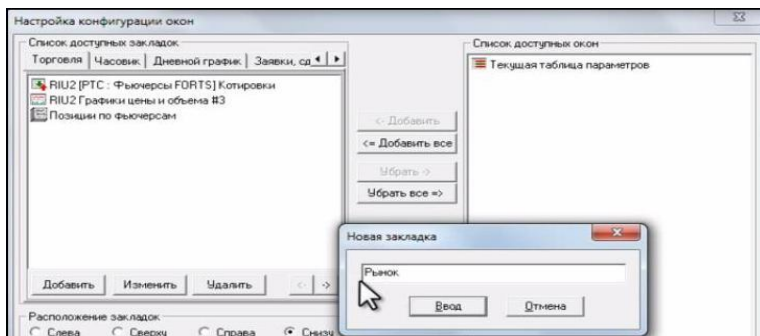 Настройка конфигурации окон
Список доступных закладок
Торговля Часовик Дневной график Заявки, сд
RIU2 [РТС : Фьючерсы FORTS] Котировки
RIU2 Графики цены и объема #3
Позиции по фьючерсам
<- Добавить
<= Добавить все
Убрать ->
Убрать все =>
Список доступных окон
Текущая таблица параметров
Новая закладка
Рынок
Ввод Отмена
Добавить Изменить Удалить <- ->
Расположение закладок
Слева Сверху Справа Снизу